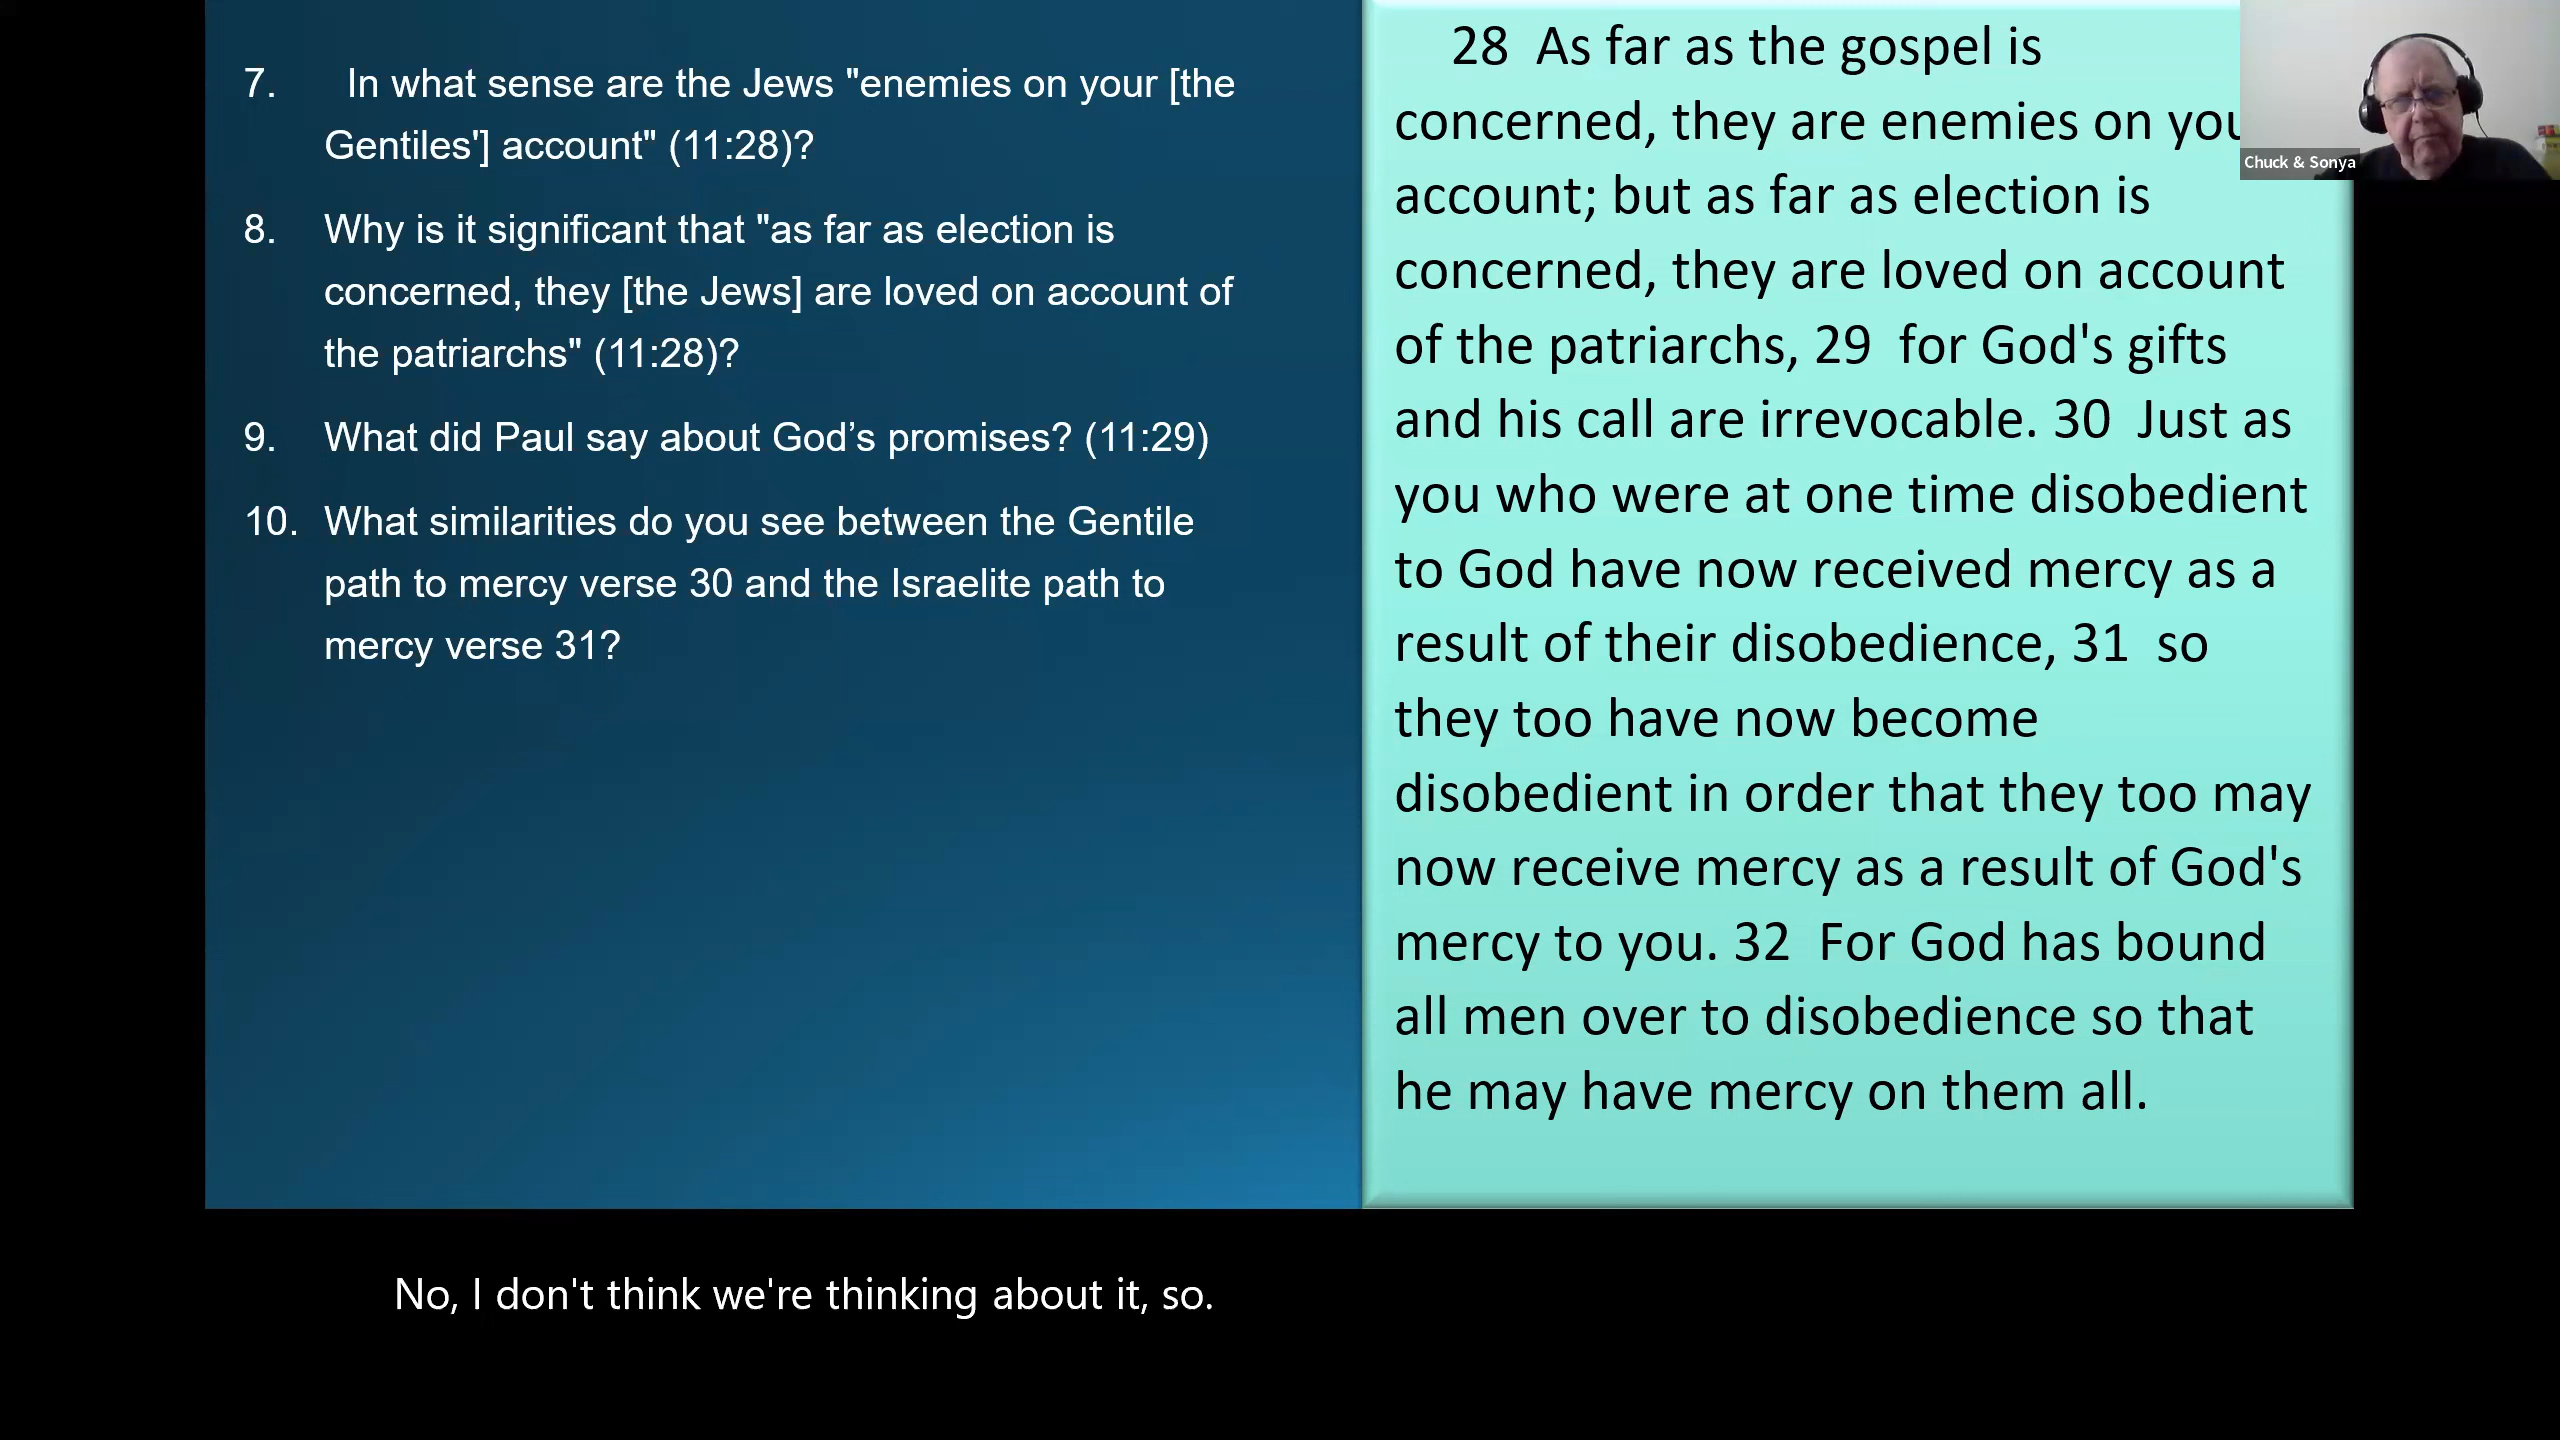 7. In what sense are the Jews "enemies on your [the
Gentiles'] account" (11:28)?
8. Why is it significant that "as far as election is
concerned, they [the Jews] are loved on account of
the patriarchs" (11:28)?
9. What did Paul say about God’s promises? (11:29)
10. What similarities do you see between the Gentile
path to mercy verse 30 and the Israelite path to
mercy verse 31?
28 As far as the gospel is
concerned, they are enemies on you
account; but as far as election is
concerned, they are loved on account
of the patriarchs, 29 for God's gifts
and his call are irrevocable. 30 Just as
you who were at one time disobedient
to God have now received mercy as a
result of their disobedience, 31 so
they too have now become
disobedient in order that they too may
now receive mercy as a result of God's
mercy to you. 32 For God has bound
all men over to disobedience so that
he may have mercy on them all.
Chuck & Sonya
No, I don't think we're thinking about it, so.